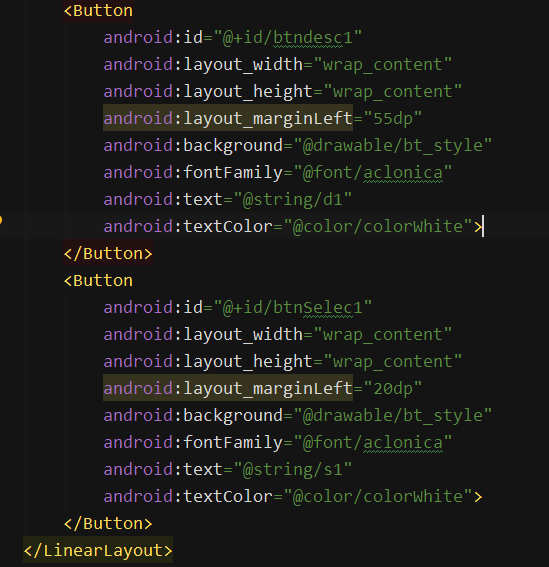 <Button
android:id="@+id/btndesc1"
android:layout_width="wrap_content"
android:layout_height="wrap_content"
android:layout_marginLeft="55dp"
android:background="@drawable/bt_style"
android:fontFamily="@font/aclonica"
android:text="@string/d1"
android:textColor="@color/colorWhite">
</Button>
<Button
android:id="@+id/btnSelec1"
android:layout_width="wrap_content"
android:layout_height="wrap_content"
android:layout_marginLeft="20dp"
android:background="@drawable/bt_style"
android:fontFamily="@font/aclonica"
android:text="@string/s1"
android:textColor="@color/colorWhite">
</Button>
</LinearLayout>